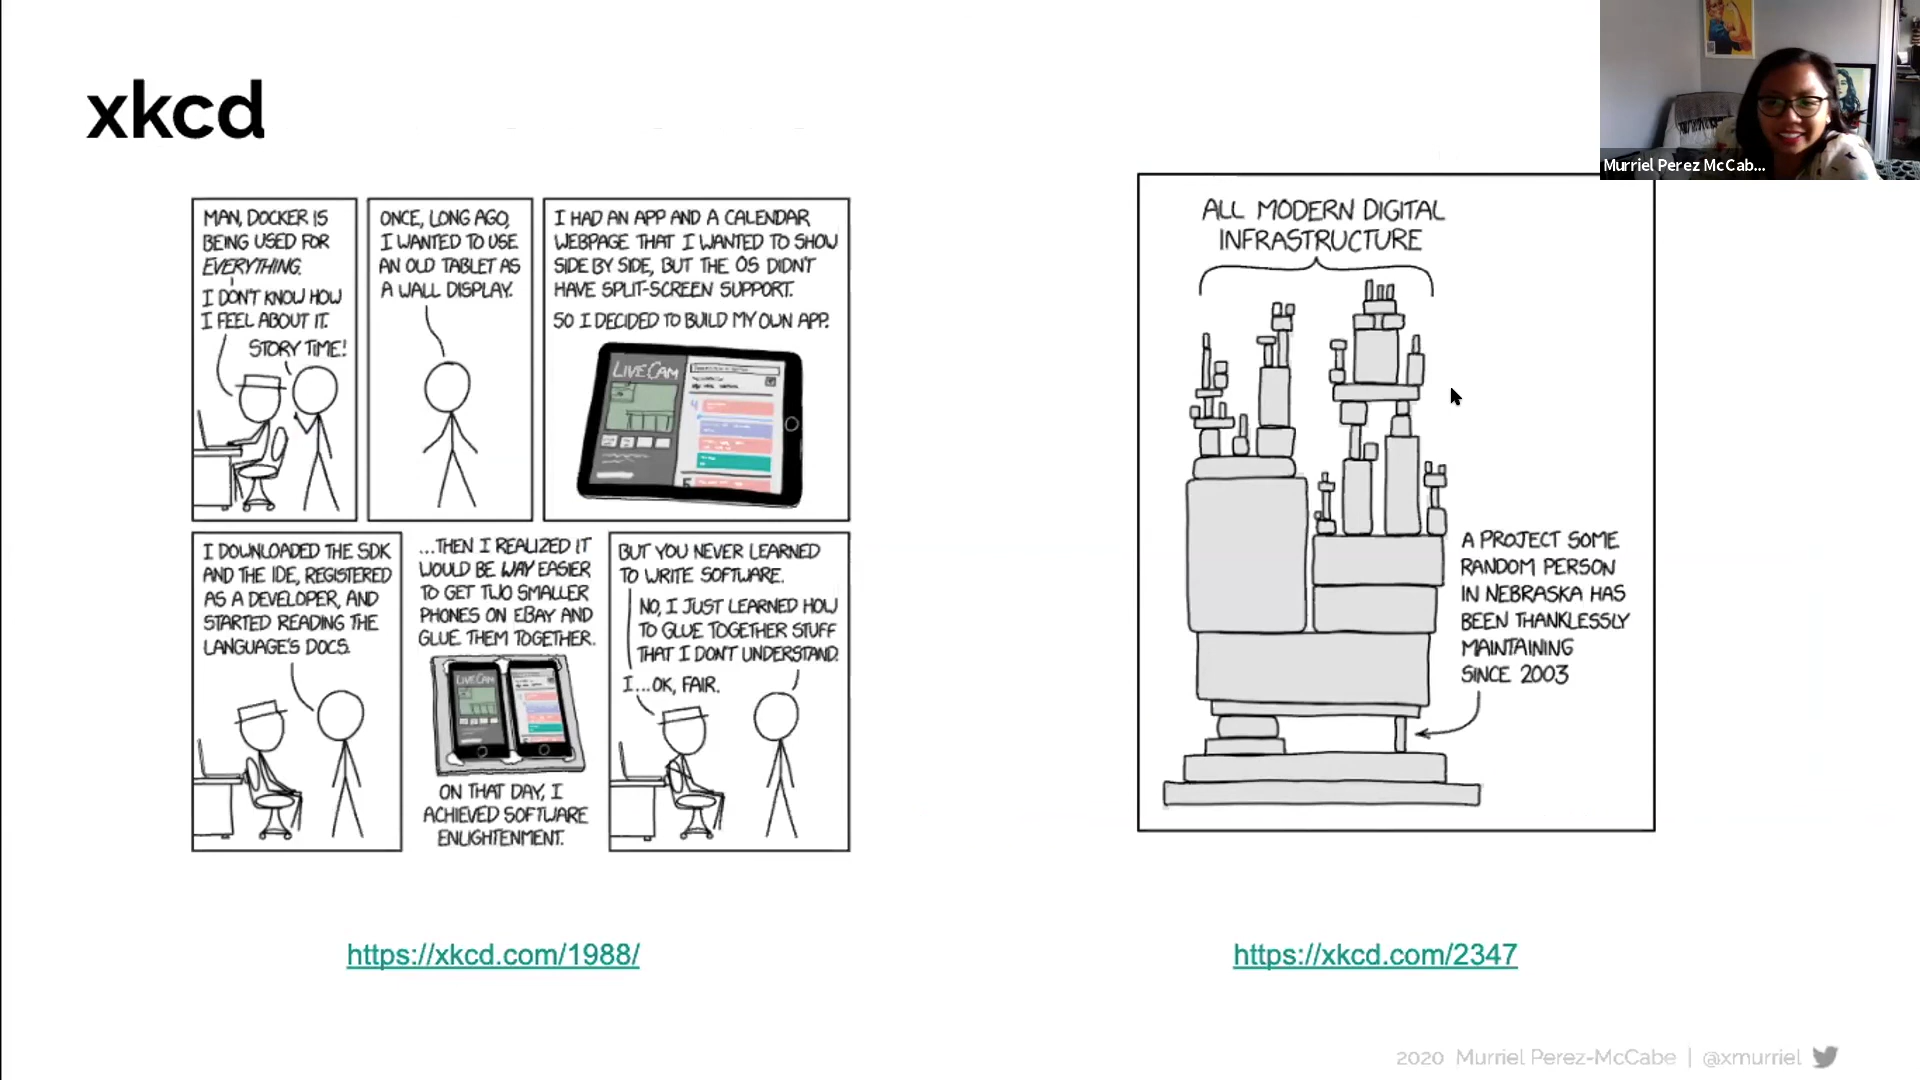 xkcd
MAN, DOCKER IS
BEING USED FOR
EVERYTHING.
I DON'T KNOW HOW
I FEEL ABOUT IT.
STORY TIME!
ONCE, LONG AGO,
I WANTED TO USE
AN OLD TABLET AS
A WALL DISPLAY.
I HAD AN APP AND A CALENDAR
WEBPAGE THAT I WANTED TO SHOW
SIDE BY SIDE, BUT THE OS DIDN'T
HAVE SPLIT-SCREEN SUPPORT.
SO I DECIDED TO BUILD MY OWN APP.
LIVECAM
I DOWNLOADED THE SDK
AND THE IDE, REGISTERED
AS A DEVELOPER, AND
STARTED READING THE
LANGUAGE'S DOCS.
...THEN I REALIZED IT
WOULD BE WAY EASIER
TO GET TWO SMALLER
PHONES ON EBAY AND
GLUE THEM TOGETHER.
LIVECAM
ON THAT DAY, I
ACHIEVED SOFTWARE
ENLIGHTENMENT.
BUT YOU NEVER LEARNED
TO WRITE SOFTWARE.
NO, I JUST LEARNED HOW
TO GLUE TOGETHER STUFF
THAT I DON'T UNDERSTAND.
I...OK, FAIR.
https://xkcd.com/1988/
ALL MODERN DIGITAL
INFRASTRUCTURE
A PROJECT SOME
RANDOM PERSON
IN NEBRASKA HAS
BEEN THANKLESSLY
MAINTAINING
SINCE 2003
https://xkcd.com/2347
Murriel Perez McCab...
2020 Murriel Perez-McCabe | @xmurriel